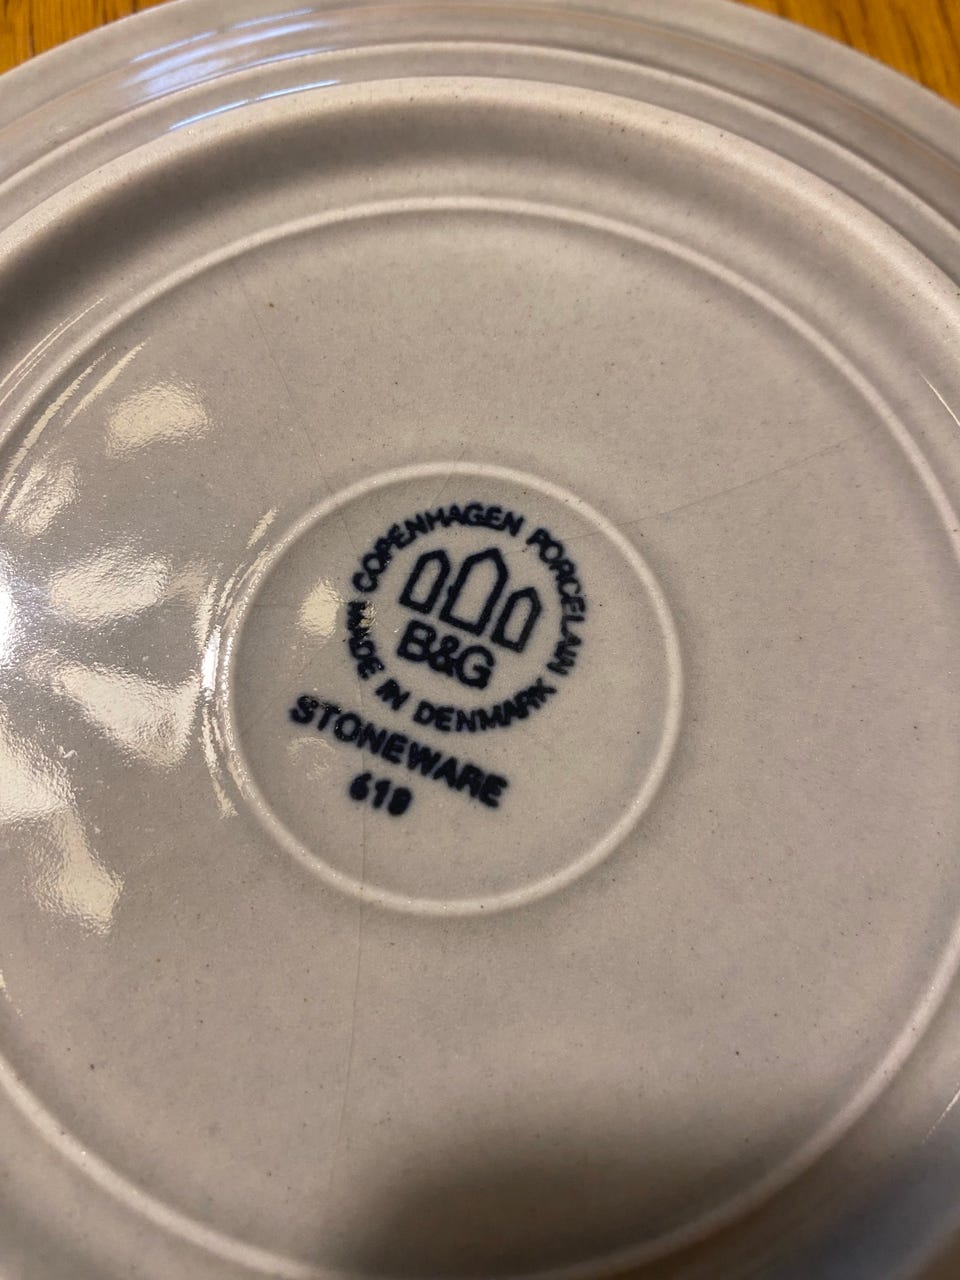 COPENHAGEN PORCELAIN
B&G
MADE IN DENMARK
STONEWARE
618